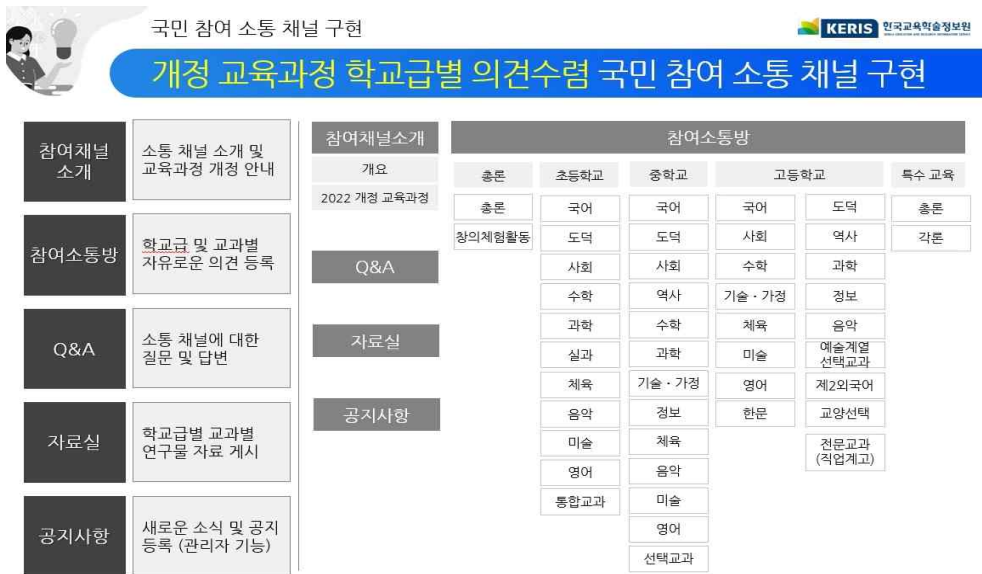 국민 참여 소통 채널 구현
KERIS 한국교육학술정보원
개정 교육과정 학교급별 의견수렴 국민 참여 소통 채널 구현
참여채널
소개
소통 채널 소개 및
교육과정 개정 안내
참여소통방
학교급 및 교과별
자유로운 의견 등록
Q&A
소통 채널에 대한
질문 및 답변
자료실
학교급별 교과별
연구물 자료 게시
공지사항
새로운 소식 및 공지
등록 (관리자 기능)
참여채널소개
개요
2022 개정 교육과정
Q&A
자료실
공지사항
참여소통방
총론
총론
창의체험활동
초등학교
국어
도덕
사회
수학
과학
실과
체육
음악
미술
영어
통합교과
중학교
국어
도덕
사회
역사
수학
과학
기술・가정
정보
체육
음악
미술
영어
선택교과
고등학교
국어
사회
수학
기술・가정
체육
미술
영어
한문
도덕
역사
과학
정보
음악
예술계열
선택교과
제2외국어
교양선택
전문교과
(직업계고)
특수 교육
총론
각론